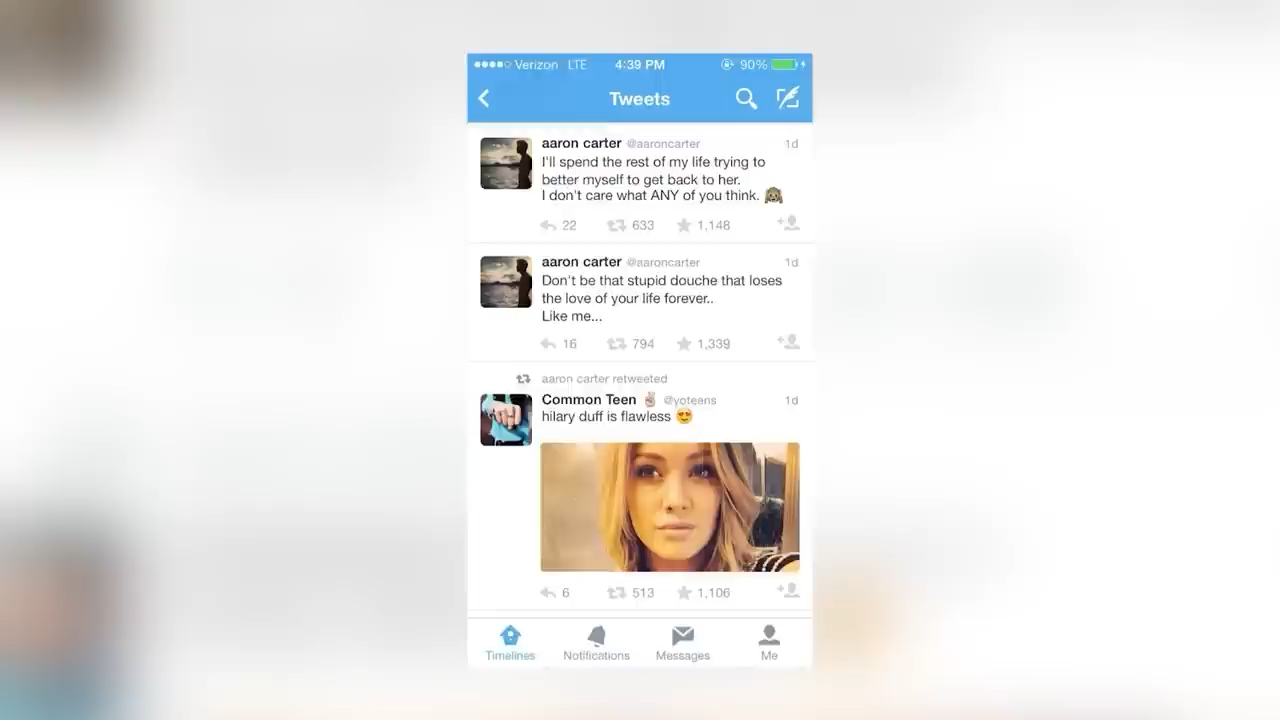 Verizon LTE 4:39 PM 90%
Tweets
aaron carter @aaroncarter 1d
I'll spend the rest of my life trying to
better myself to get back to her.
I don't care what ANY of you think. 🙈
22 633 1,148
aaron carter @aaroncarter 1d
Don't be that stupid douche that loses
the love of your life forever..
Like me...
16 794 1,339
aaron carter retweeted
Common Teen ✌🏼 @yoteens 1d
hilary duff is flawless 😍
6 513 1,106
Timelines Notifications Messages Me